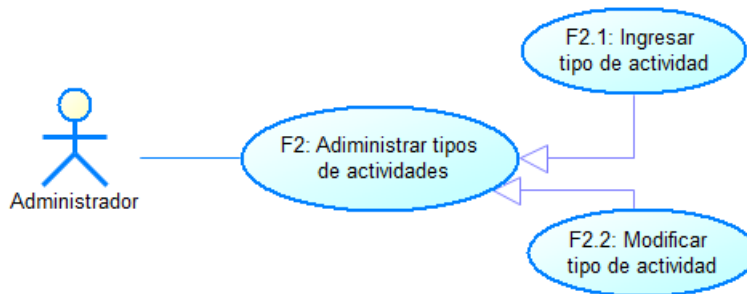 F2.1: Ingresar
tipo de actividad
F2: Adiministrar tipos
de actividades
Administrador
F2.2: Modificar
tipo de actividad